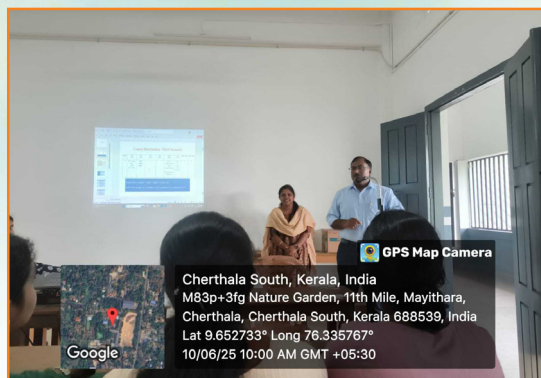 GPS Map Camera
Cherthala South, Kerala, India
M83p+3fg Nature Garden, 11th Mile, Mayithara,
Cherthala, Cherthala South, Kerala 688539, India
Lat 9.652733° Long 76.335767°
10/06/25 10:00 AM GMT +05:30
Google